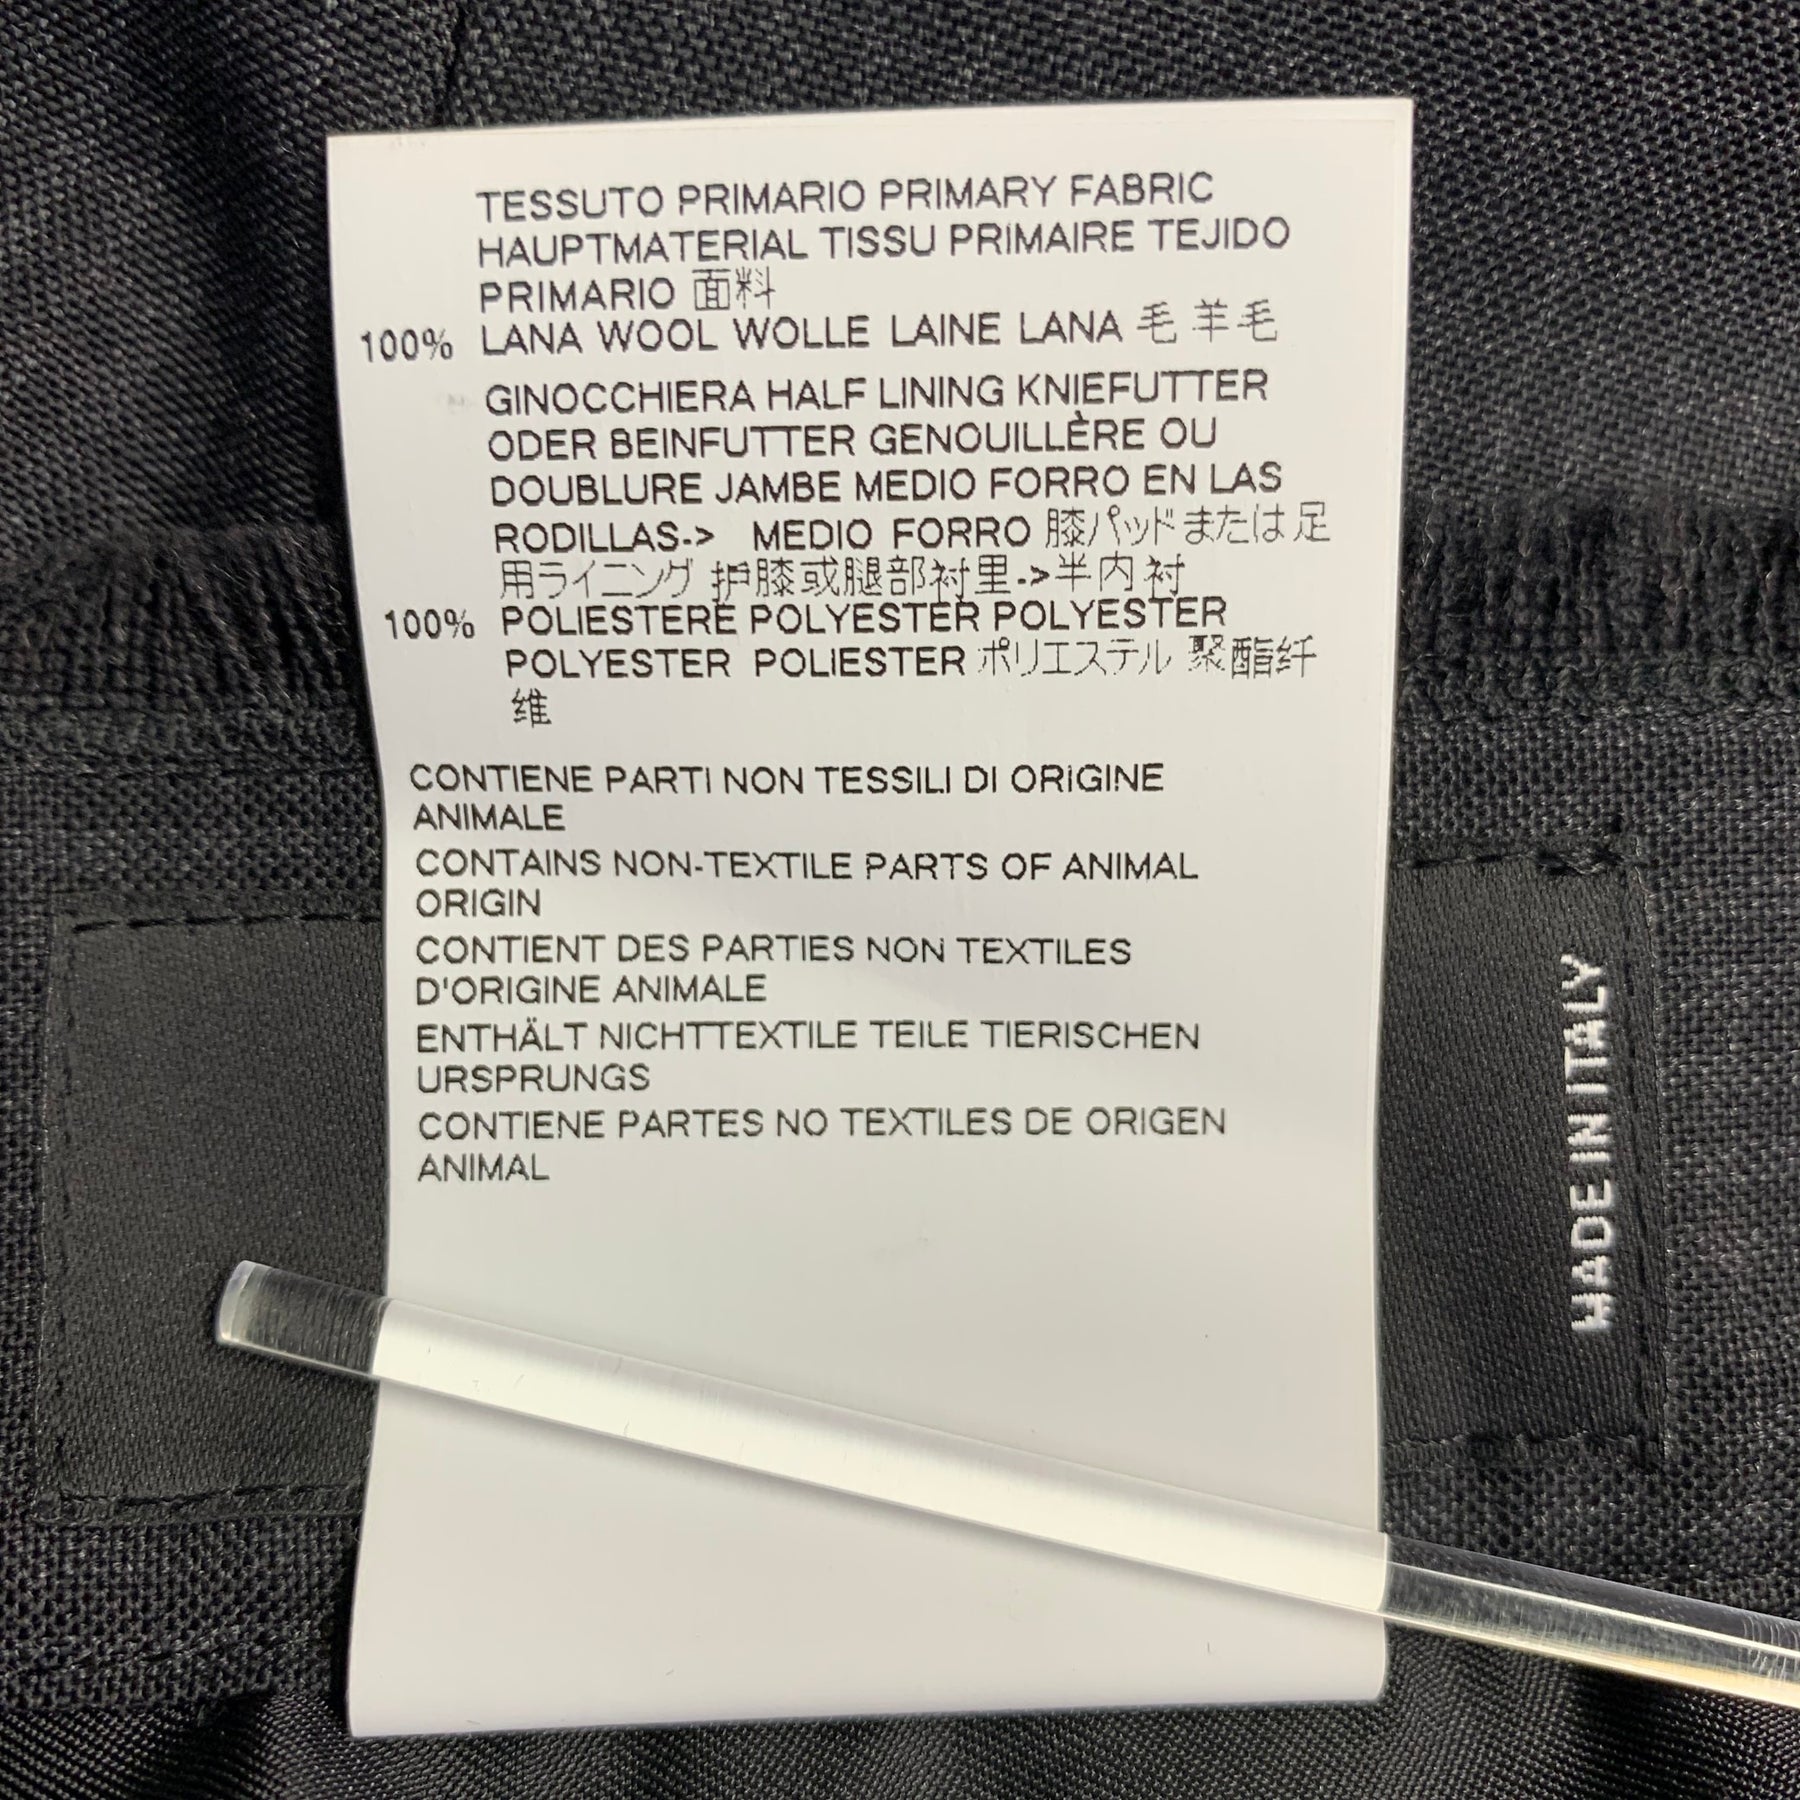 TESSUTO PRIMARIO PRIMARY FABRIC
HAUPTMATERIAL TISSU PRIMAIRE TEJIDO
PRIMARIO 面料
100% LANA WOOL WOLLE LAINE LANA 毛 羊毛
GINOCCHIERA HALF LINING KNIEFUTTER
ODER BEINFUTTER GENOUILLÈRE OU
DOUBLURE JAMBE MEDIO FORRO EN LAS
RODILLAS-> MEDIO FORRO 膝パッドまたは足
用ライニング 护膝或腿部衬里->半内衬
100% POLIESTERE POLYESTER POLYESTER
POLYESTER POLIESTER ポリエステル 聚酯纤
维
CONTIENE PARTI NON TESSILI DI ORIGINE
ANIMALE
CONTAINS NON-TEXTILE PARTS OF ANIMAL
ORIGIN
CONTIENT DES PARTIES NON TEXTILES
D'ORIGINE ANIMALE
ENTHÄLT NICHTTEXTILE TEILE TIERISCHEN
URSPRUNGS
CONTIENE PARTES NO TEXTILES DE ORIGEN
ANIMAL
MADE IN ITALY